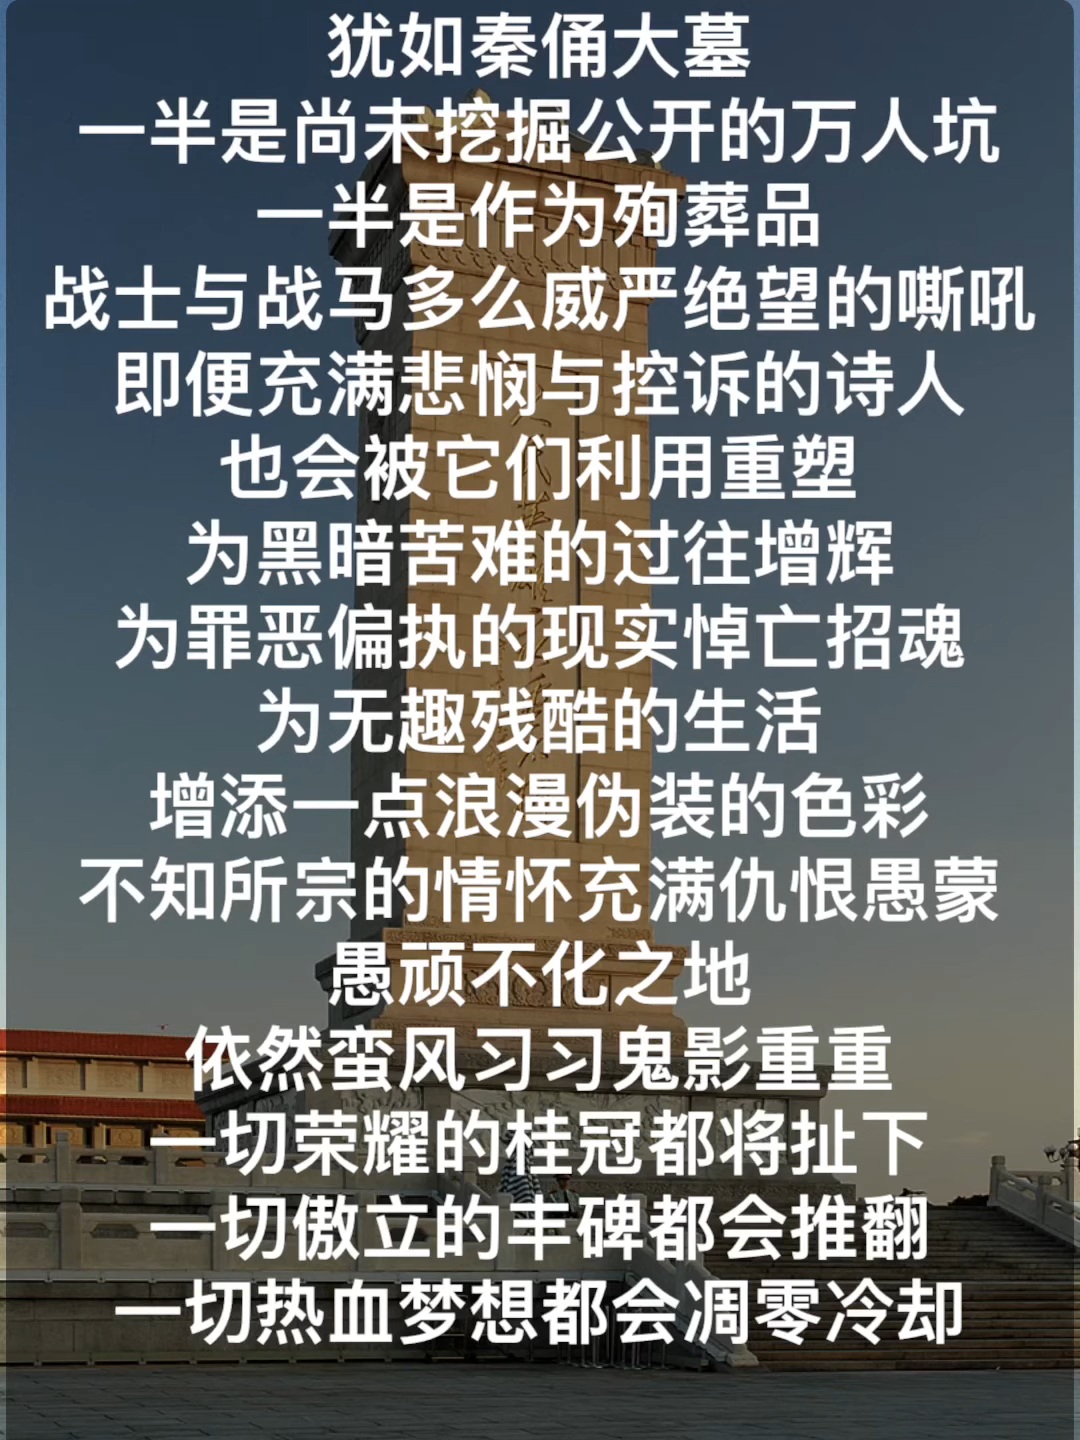 犹如秦俑大墓
一半是尚未挖掘公开的万人坑
一半是作为殉葬品
战士与战马多么威严绝望的嘶吼
即便充满悲悯与控诉的诗人
也会被它们利用重塑
为黑暗苦难的过往增辉
为罪恶偏执的现实悼亡招魂
为无趣残酷的生活
增添一点浪漫伪装的色彩
不知所宗的情怀充满仇恨愚蒙
愚顽不化之地
依然蛮风习习鬼影重重
一切荣耀的桂冠都将扯下
一切傲立的丰碑都会推翻
一切热血梦想都会凋零冷却